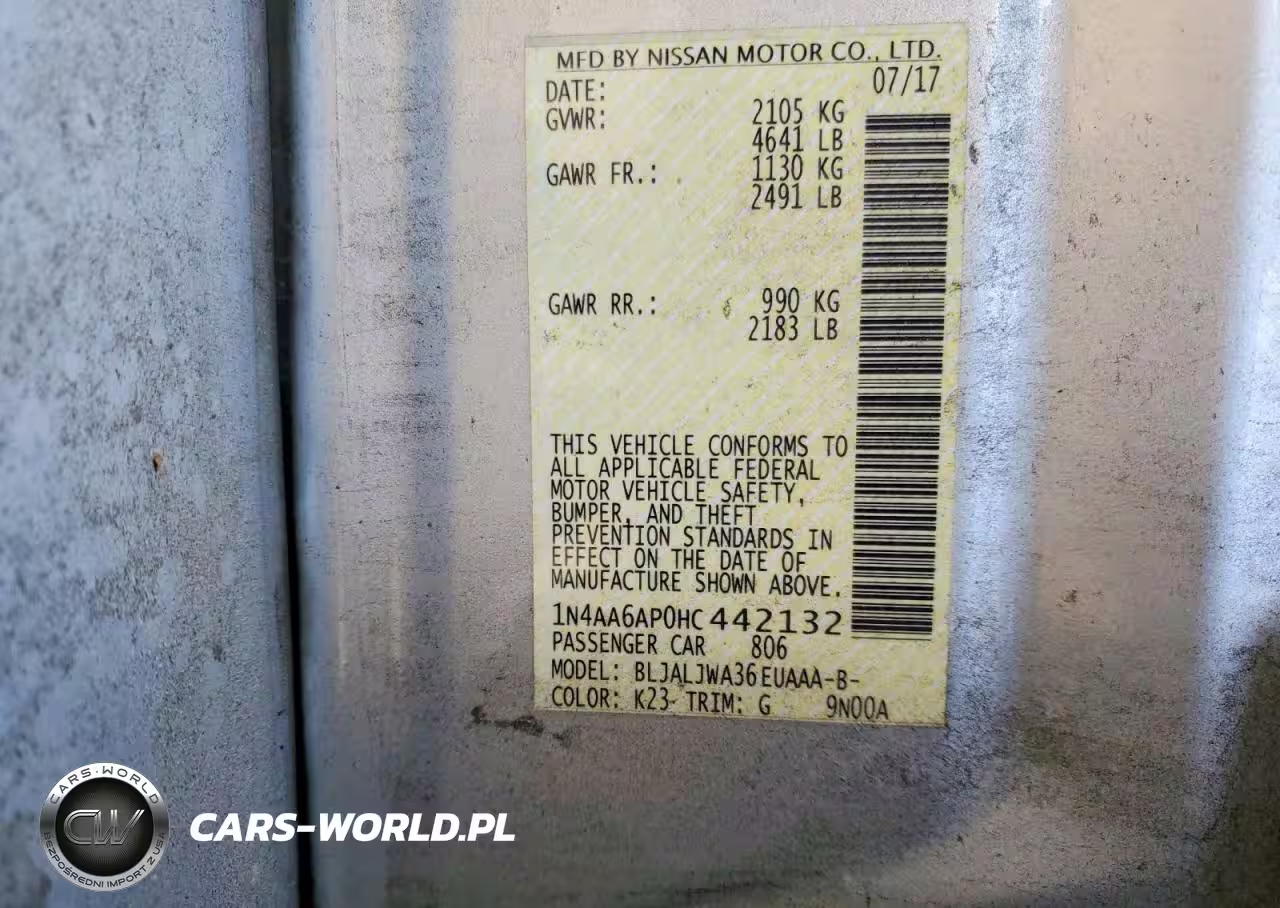 MFD BY NISSAN MOTOR CO., LTD.
DATE: 07/17
GVWR: 2105 KG
4641 LB
GAWR FR.: 1130 KG
2491 LB
GAWR RR.: 990 KG
2183 LB
THIS VEHICLE CONFORMS TO
ALL APPLICABLE FEDERAL
MOTOR VEHICLE SAFETY,
BUMPER, AND THEFT
PREVENTION STANDARDS IN
EFFECT ON THE DATE OF
MANUFACTURE SHOWN ABOVE.
1N4AA6AP0HC442132
PASSENGER CAR 806
MODEL: BLJALJWA36EUAAA-B-
COLOR: K23 TRIM: G 9N00A
CARS-WORLD
CW
BEZPOŚREDNI IMPORT Z USA
CARS-WORLD.PL